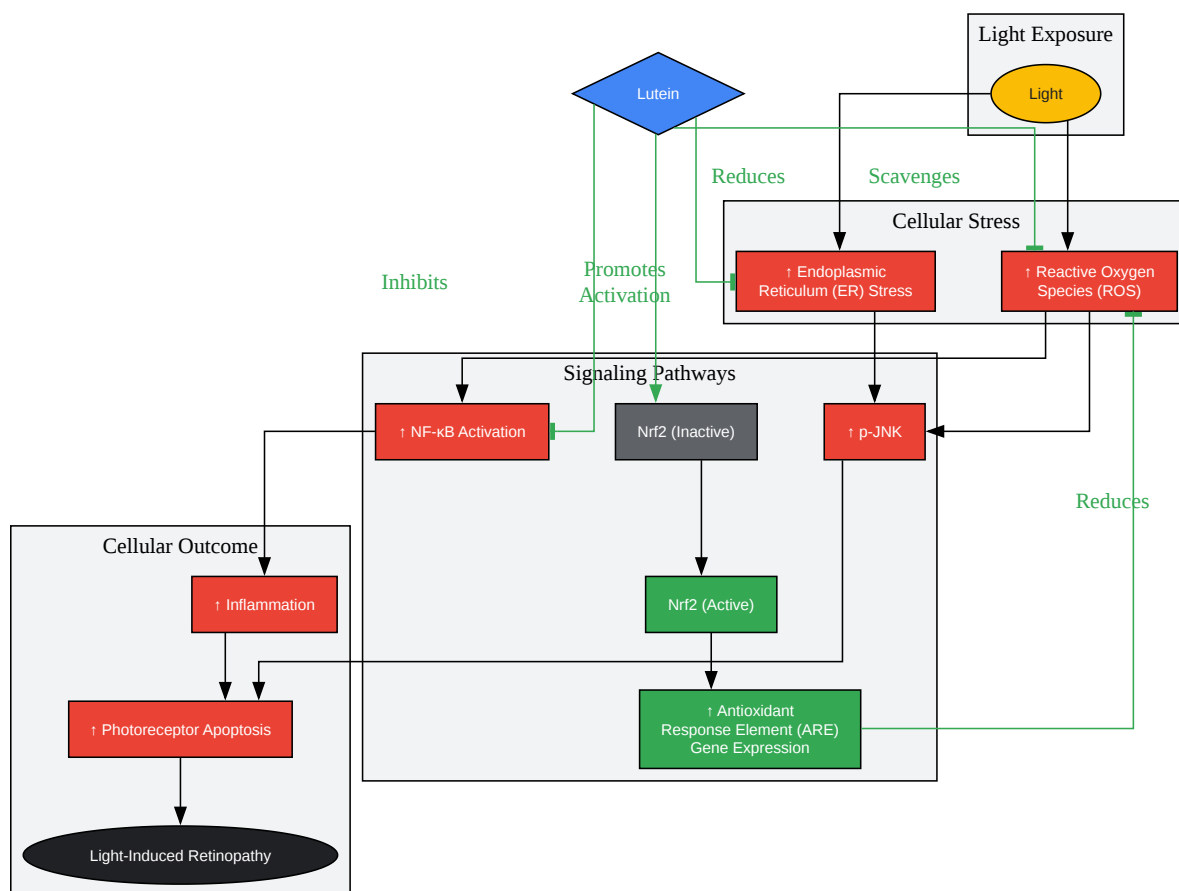 Light Exposure
Lutein
Light
Reduces
Scavenges
Cellular Stress
Inhibits
Promotes
Activation
↑ Endoplasmic
Reticulum (ER) Stress
↑ Reactive Oxygen
Species (ROS)
Signaling Pathways
↑ NF-κB Activation
Nrf2 (Inactive)
↑ p-JNK
Reduces
Cellular Outcome
↑ Inflammation
Nrf2 (Active)
↑ Photoreceptor Apoptosis
↑ Antioxidant
Response Element (ARE)
Gene Expression
Light-Induced Retinopathy